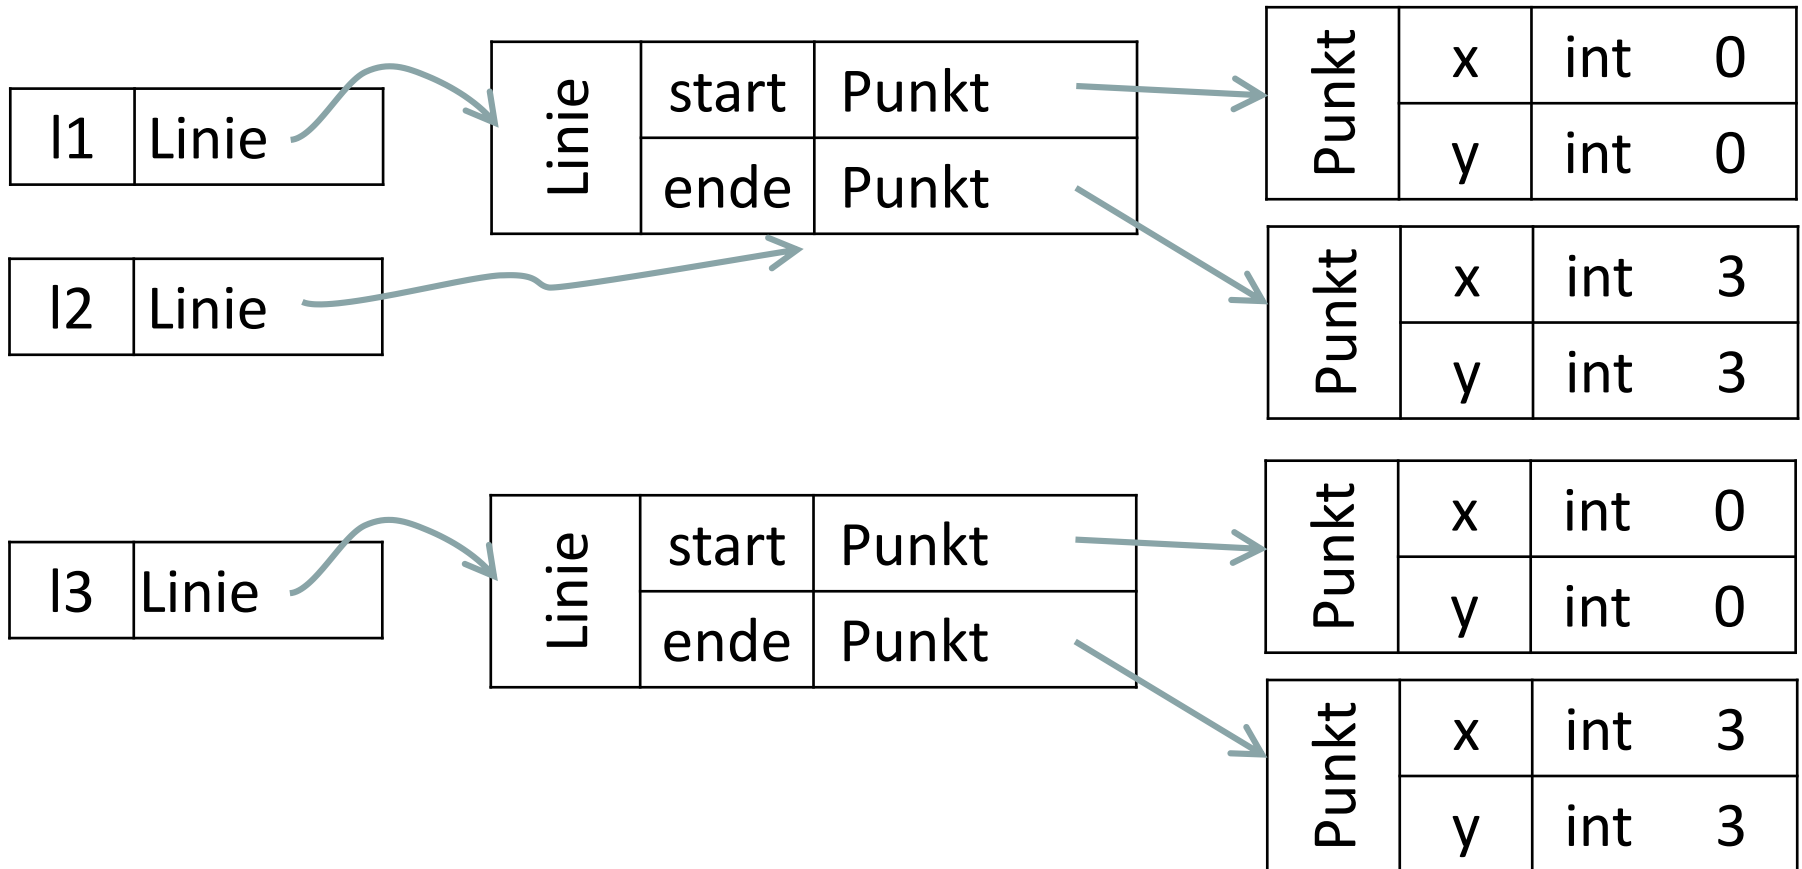 l1 Linie
Linie
start Punkt
ende Punkt
Punkt
x int 0
y int 0
l2 Linie
Punkt
x int 3
y int 3
l3 Linie
Linie
start Punkt
ende Punkt
Punkt
x int 0
y int 0
Punkt
x int 3
y int 3